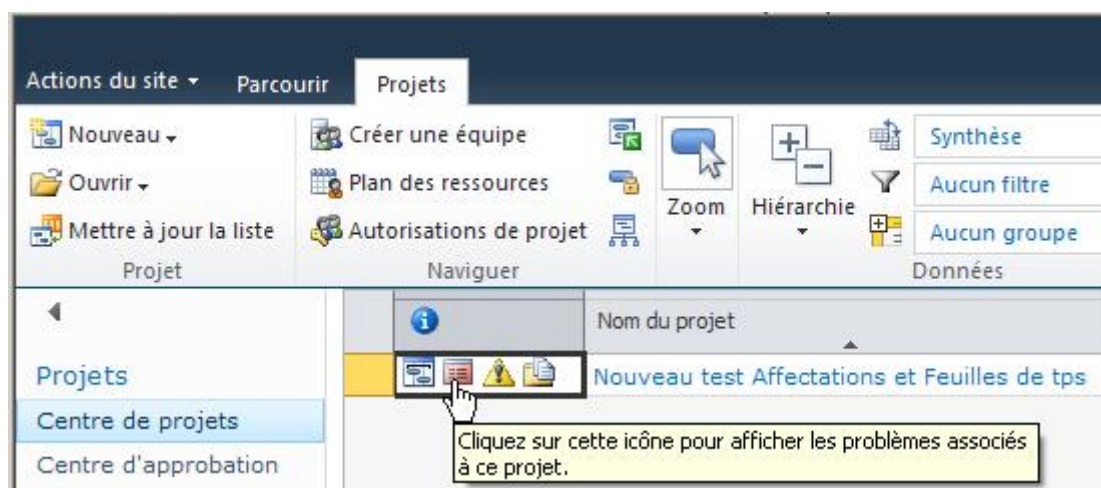 Actions du site Parcourir Projets
Nouveau
Ouvrir
Mettre à jour la liste
Projet
Créer une équipe
Plan des ressources
Autorisations de projet
Naviguer
Zoom
Hiérarchie
Synthèse
Aucun filtre
Aucun groupe
Données
Projets
Centre de projets
Centre d'approbation
Nom du projet
Nouveau test Affectations et Feuilles de tps
Cliquez sur cette icône pour afficher les problèmes associés
à ce projet.